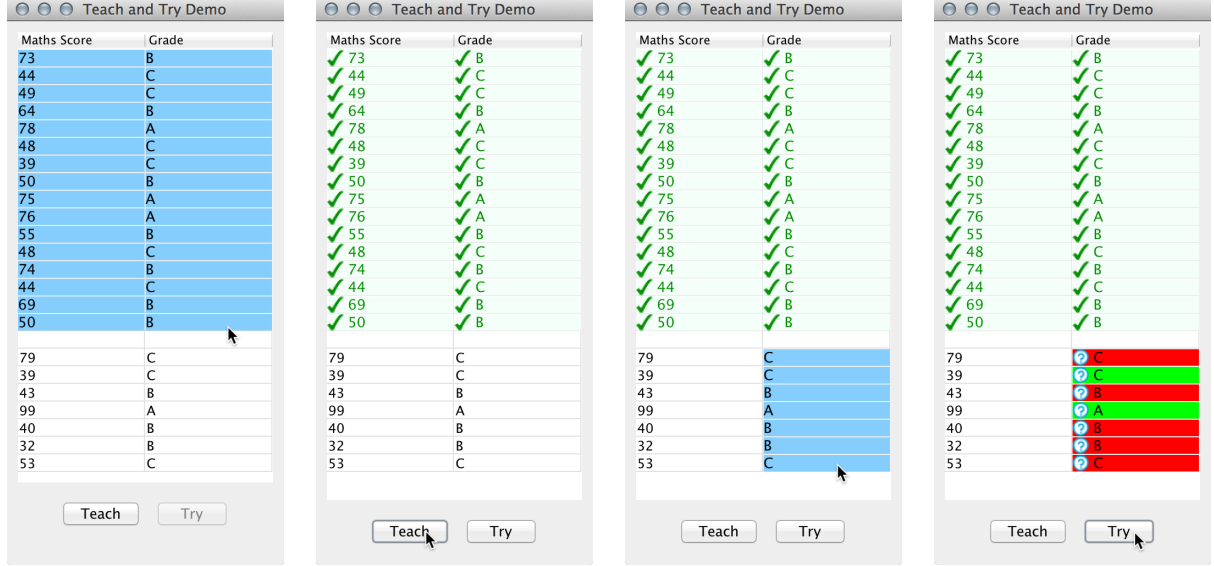 Teach and Try Demo
Maths Score Grade
73 B
44 C
49 C
64 B
78 A
48 C
39 C
50 B
75 A
76 A
55 B
48 C
74 B
44 C
69 B
50 B
79 C
39 C
43 B
99 A
40 B
32 B
53 C
Teach Try
Teach and Try Demo
Maths Score Grade
✓ 73 ✓ B
✓ 44 ✓ C
✓ 49 ✓ C
✓ 64 ✓ B
✓ 78 ✓ A
✓ 48 ✓ C
✓ 39 ✓ C
✓ 50 ✓ B
✓ 75 ✓ A
✓ 76 ✓ A
✓ 55 ✓ B
✓ 48 ✓ C
✓ 74 ✓ B
✓ 44 ✓ C
✓ 69 ✓ B
✓ 50 ✓ B
79 C
39 C
43 B
99 A
40 B
32 B
53 C
Teach Try
Teach and Try Demo
Maths Score Grade
✓ 73 ✓ B
✓ 44 ✓ C
✓ 49 ✓ C
✓ 64 ✓ B
✓ 78 ✓ A
✓ 48 ✓ C
✓ 39 ✓ C
✓ 50 ✓ B
✓ 75 ✓ A
✓ 76 ✓ A
✓ 55 ✓ B
✓ 48 ✓ C
✓ 74 ✓ B
✓ 44 ✓ C
✓ 69 ✓ B
✓ 50 ✓ B
79 C
39 C
43 B
99 A
40 B
32 B
53 C
Teach Try
Teach and Try Demo
Maths Score Grade
✓ 73 ✓ B
✓ 44 ✓ C
✓ 49 ✓ C
✓ 64 ✓ B
✓ 78 ✓ A
✓ 48 ✓ C
✓ 39 ✓ C
✓ 50 ✓ B
✓ 75 ✓ A
✓ 76 ✓ A
✓ 55 ✓ B
✓ 48 ✓ C
✓ 74 ✓ B
✓ 44 ✓ C
✓ 69 ✓ B
✓ 50 ✓ B
79 ? C
39 ? C
43 ? B
99 ? A
40 ? B
32 ? B
53 ? C
Teach Try